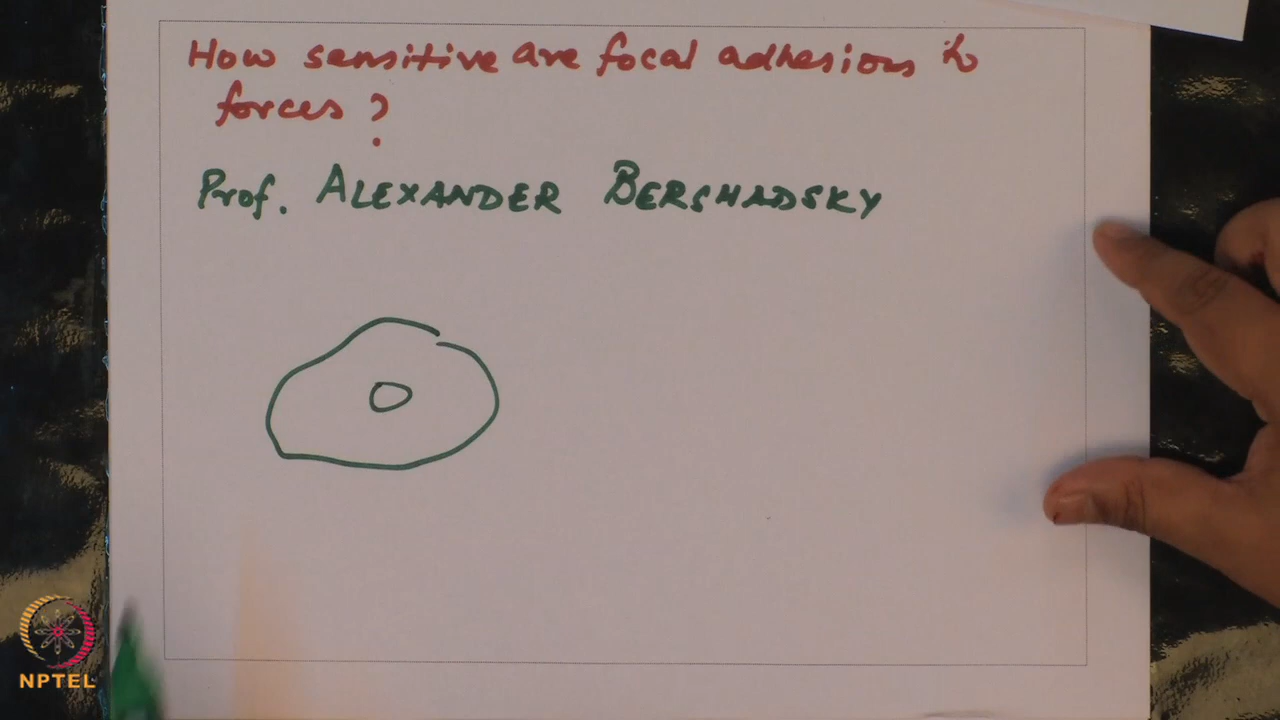 How sensitive are focal adhesions to
forces ?
Prof. ALEXANDER BERSHADSKY
NPTEL